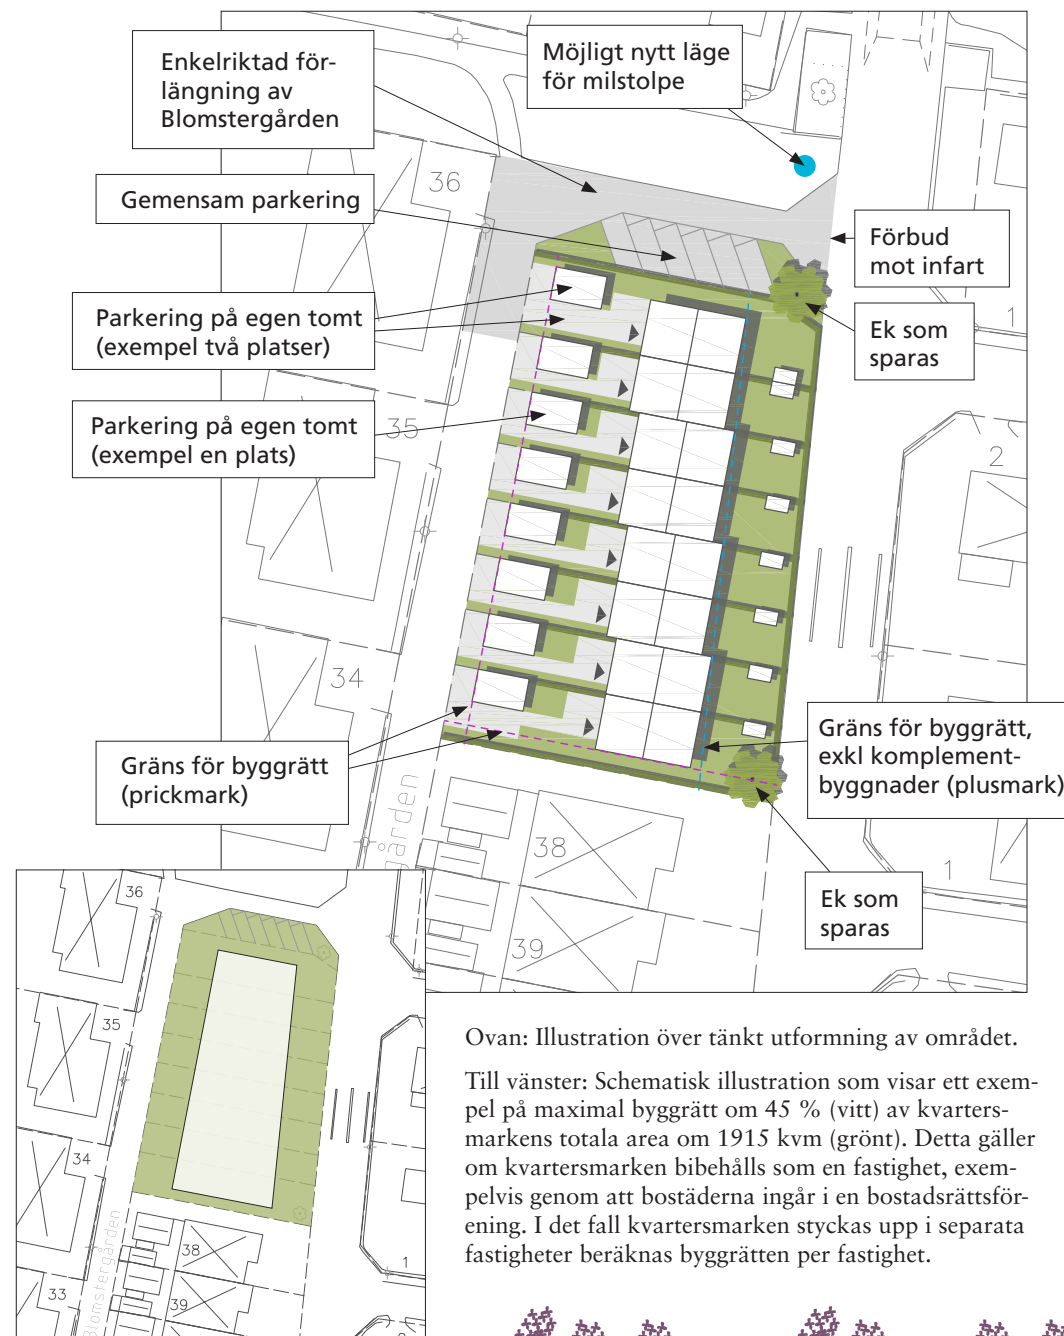 Enkelriktad för-
längning av
Blomstergården
Möjligt nytt läge
för milstolpe
Gemensam parkering
36
Förbud
mot infart
Parkering på egen tomt
(exempel två platser)
1
Ek som
sparas
Parkering på egen tomt
(exempel en plats)
35
2
34
Gräns för byggrätt
(prickmark)
Gräns för byggrätt,
exkl komplement-
byggnader (plusmark)
gården
38
1
Ek som
sparas
39
36
35
34
33
38
39
Blomstergården
1
Ovan: Illustration över tänkt utformning av området.
Till vänster: Schematisk illustration som visar ett exem-
pel på maximal byggrätt om 45 % (vitt) av kvarters-
markens totala area om 1915 kvm (grönt). Detta gäller
om kvartersmarken bibehålls som en fastighet, exem-
pelvis genom att bostäderna ingår i en bostadsrättsför-
ening. I det fall kvartersmarken styckas upp i separata
fastigheter beräknas byggrätten per fastighet.